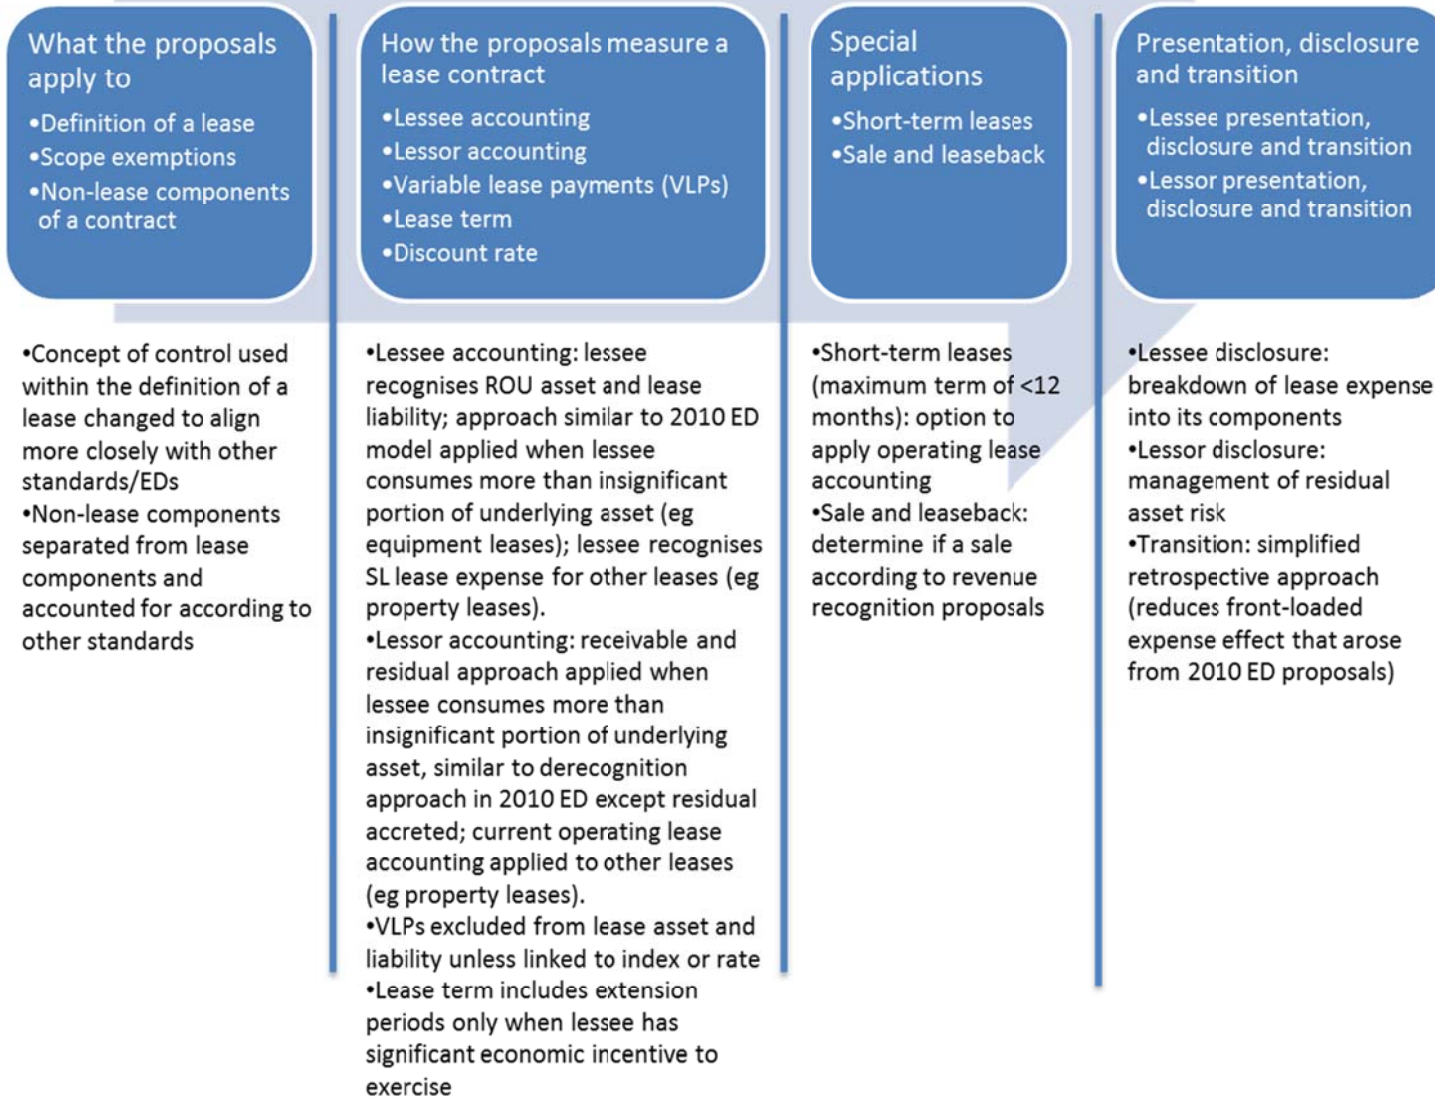 What the proposals
apply to
•Definition of a lease
•Scope exemptions
•Non-lease components
of a contract
How the proposals measure a
lease contract
•Lessee accounting
•Lessor accounting
•Variable lease payments (VLPs)
•Lease term
•Discount rate
Special
applications
•Short-term leases
•Sale and leaseback
Presentation, disclosure
and transition
•Lessee presentation,
disclosure and transition
•Lessor presentation,
disclosure and transition
•Concept of control used
within the definition of a
lease changed to align
more closely with other
standards/EDs
•Non-lease components
separated from lease
components and
accounted for according to
other standards
•Lessee accounting: lessee
recognises ROU asset and lease
liability; approach similar to 2010 ED
model applied when lessee
consumes more than insignificant
portion of underlying asset (eg
equipment leases); lessee recognises
SL lease expense for other leases (eg
property leases).
•Lessor accounting: receivable and
residual approach applied when
lessee consumes more than
insignificant portion of underlying
asset, similar to derecognition
approach in 2010 ED except residual
accreted; current operating lease
accounting applied to other leases
(eg property leases).
•VLPs excluded from lease asset and
liability unless linked to index or rate
•Lease term includes extension
periods only when lessee has
significant economic incentive to
exercise
•Short-term leases
(maximum term of <12
months): option to
apply operating lease
accounting
•Sale and leaseback:
determine if a sale
according to revenue
recognition proposals
•Lessee disclosure:
breakdown of lease expense
into its components
•Lessor disclosure:
management of residual
asset risk
•Transition: simplified
retrospective approach
(reduces front-loaded
expense effect that arose
from 2010 ED proposals)